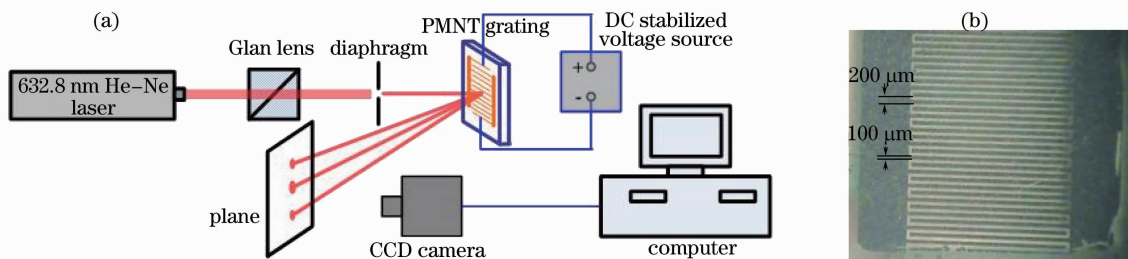 (a)
PMNT grating
DC stabilized
voltage source
Glan lens
diaphragm
632.8 nm He−Ne
laser
+
-
plane
CCD camera
computer
(b)
200 μm
100 μm